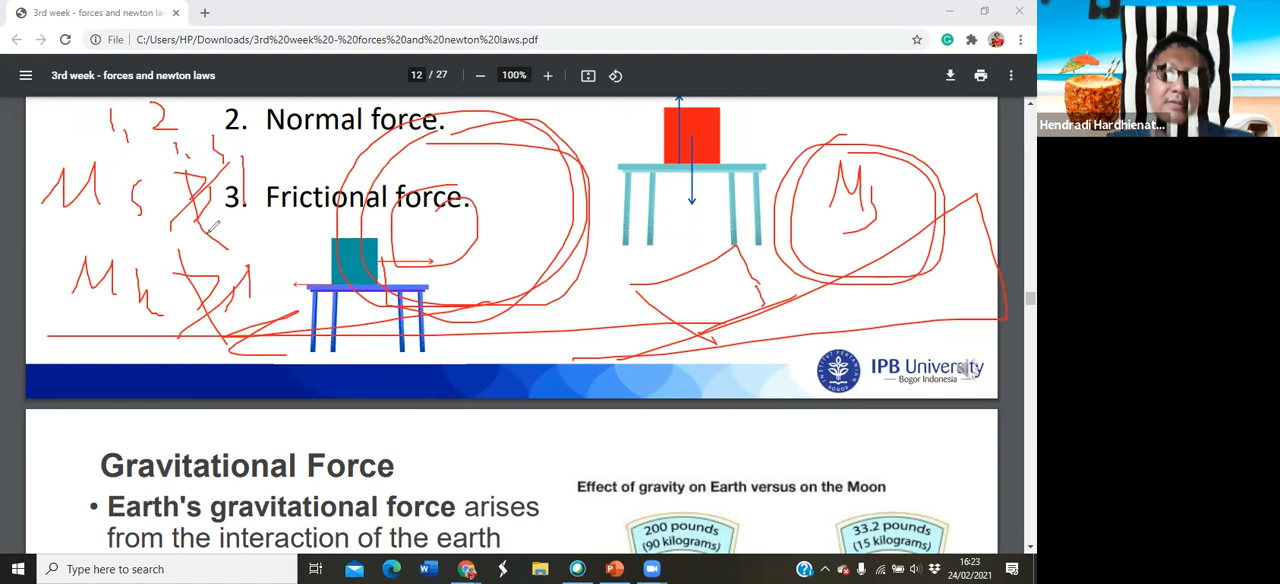 3rd week - forces and newton la
File
C:/Users/HP/Downloads/3rd%20week%20-%20forces%20and%20newton%20laws.pdf
3rd week - forces and newton laws
12 / 27
100%
Hendradi Hardhienat...
1, 2
2. Normal force.
3. Frictional force.
IPB University
Bogor Indonesia
Gravitational Force
• Earth's gravitational force arises
from the interaction of the earth
Effect of gravity on Earth versus on the Moon
200 pounds
(90 kilograms)
33.2 pounds
(15 kilograms)
Type here to search
16:23
24/02/2021